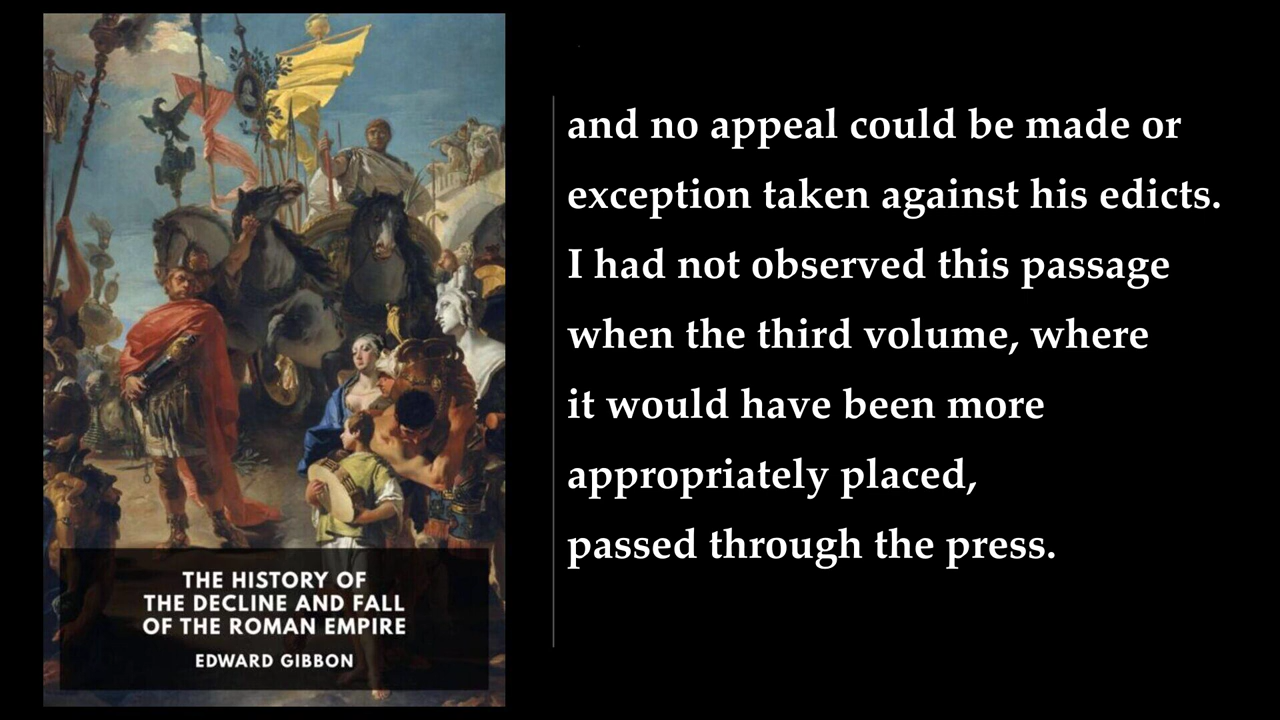 THE HISTORY OF
THE DECLINE AND FALL
OF THE ROMAN EMPIRE
EDWARD GIBBON
and no appeal could be made or
exception taken against his edicts.
I had not observed this passage
when the third volume, where
it would have been more
appropriately placed,
passed through the press.